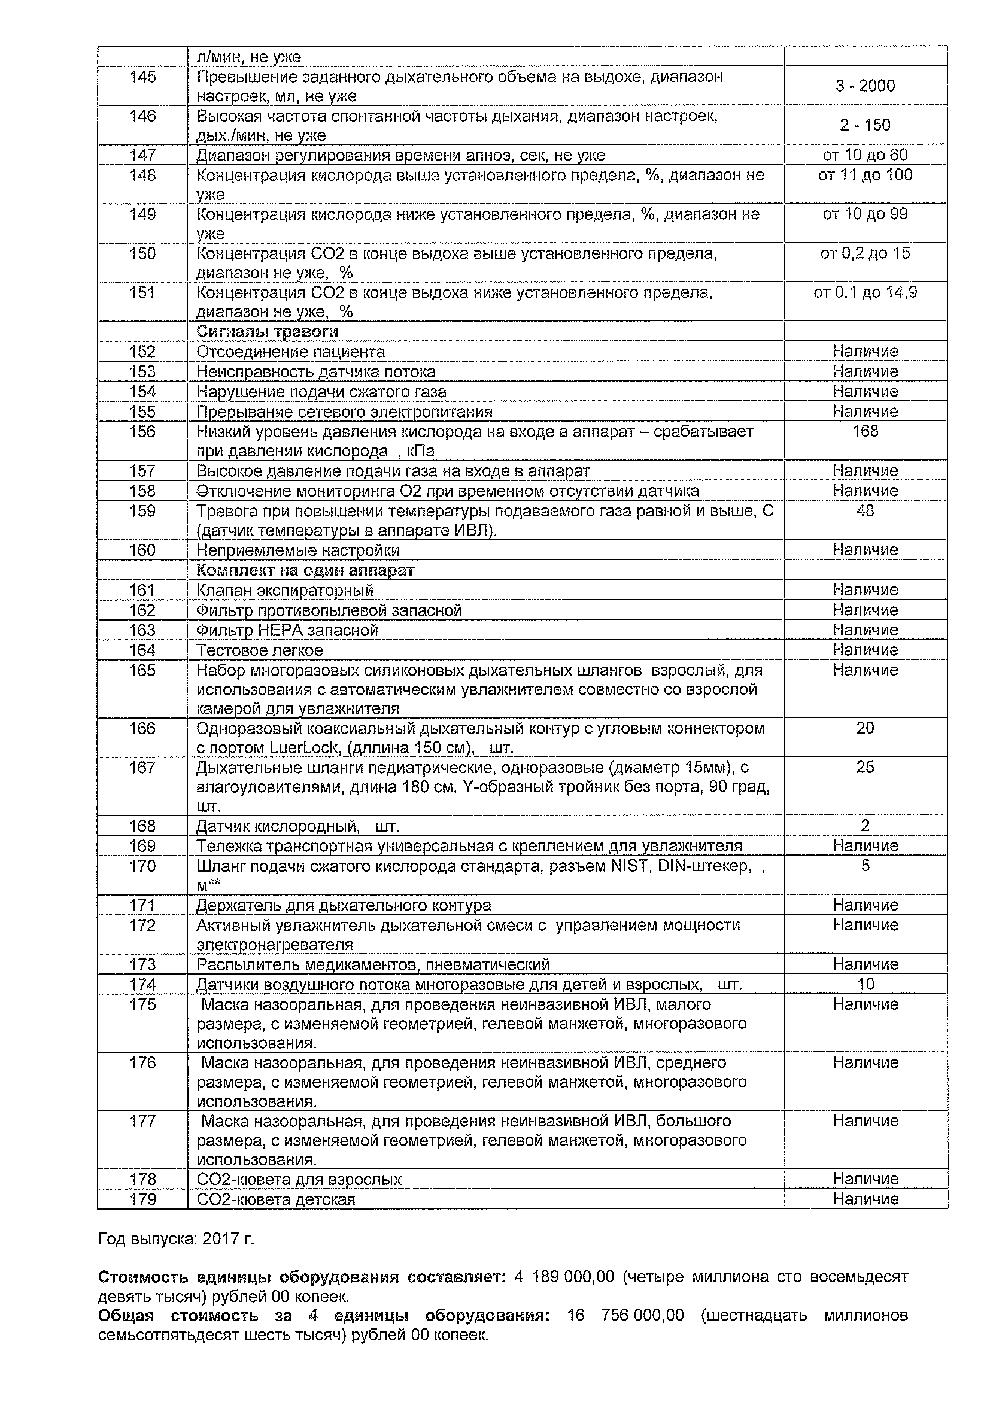 л/мин, не уже
145 Превышение заданного дыхательного объема на выдохе, диапазон
настроек, мл, не уже 3 - 2000
146 Высокая частота спонтанной частоты дыхания, диапазон настроек,
дых./мин, не уже 2 - 150
147 Диапазон регулирования времени апноэ, сек, не уже от 10 до 60
148 Концентрация кислорода выше установленного предела, %, диапазон не от 11 до 100
уже
149 Концентрация кислорода ниже установленного предела, %, диапазон не от 10 до 99
уже
150 Концентрация СО2 в конце выдоха выше установленного предела, от 0,2 до 15
диапазон не уже, %
151 Концентрация СО2 в конце выдоха ниже установленного предела, от 0.1 до 14,9
диапазон не уже, %
Сигналы тревоги
152 Отсоединение пациента Наличие
153 Неисправность датчика потока Наличие
154 Нарушение подачи сжатого газа Наличие
155 Прерывание сетевого электропитания Наличие
156 Низкий уровень давления кислорода на входе в аппарат – срабатывает 168
при давлении кислорода , кПа
157 Высокое давление подачи газа на входе в аппарат Наличие
158 Отключение мониторинга О2 при временном отсутствии датчика Наличие
159 Тревога при повышении температуры подаваемого газа равной и выше, С 48
(датчик температуры в аппарате ИВЛ).
160 Неприемлемые настройки Наличие
Комплект на один аппарат
161 Клапан экспираторный Наличие
162 Фильтр противопылевой запасной Наличие
163 Фильтр HEPA запасной Наличие
164 Тестовое легкое Наличие
165 Набор многоразовых силиконовых дыхательных шлангов взрослый, для Наличие
использования с автоматическим увлажнителем совместно со взрослой
камерой для увлажнителя
166 Одноразовый коаксиальный дыхательный контур с угловым коннектором 20
с портом LuerLock, (дллина 150 см), шт.
167 Дыхательные шланги педиатрические, одноразовые (диаметр 15мм), с 25
влагоуловителями, длина 180 см, Y-образный тройник без порта, 90 град,
шт.
168 Датчик кислородный, шт. 2
169 Тележка транспортная универсальная с креплением для увлажнителя Наличие
170 Шланг подачи сжатого кислорода стандарта, разъем NIST, DIN-штекер, , 5
м**
171 Держатель для дыхательного контура Наличие
172 Активный увлажнитель дыхательной смеси с управлением мощности Наличие
электронагревателя
173 Распылитель медикаментов, пневматический Наличие
174 Датчики воздушного потока многоразовые для детей и взрослых, шт. 10
175 Маска назооральная, для проведения неинвазивной ИВЛ, малого Наличие
размера, с изменяемой геометрией, гелевой манжетой, многоразового
использования.
176 Маска назооральная, для проведения неинвазивной ИВЛ, среднего Наличие
размера, с изменяемой геометрией, гелевой манжетой, многоразового
использования.
177 Маска назооральная, для проведения неинвазивной ИВЛ, большого Наличие
размера, с изменяемой геометрией, гелевой манжетой, многоразового
использования.
178 СО2-кювета для взрослых Наличие
179 СО2-кювета детская Наличие
Год выпуска: 2017 г.
Стоимость единицы оборудования составляет: 4 189 000,00 (четыре миллиона сто восемьдесят
девять тысяч) рублей 00 копеек.
Общая стоимость за 4 единицы оборудования: 16 756 000,00 (шестнадцать миллионов
семьсотпятьдесят шесть тысяч) рублей 00 копеек.